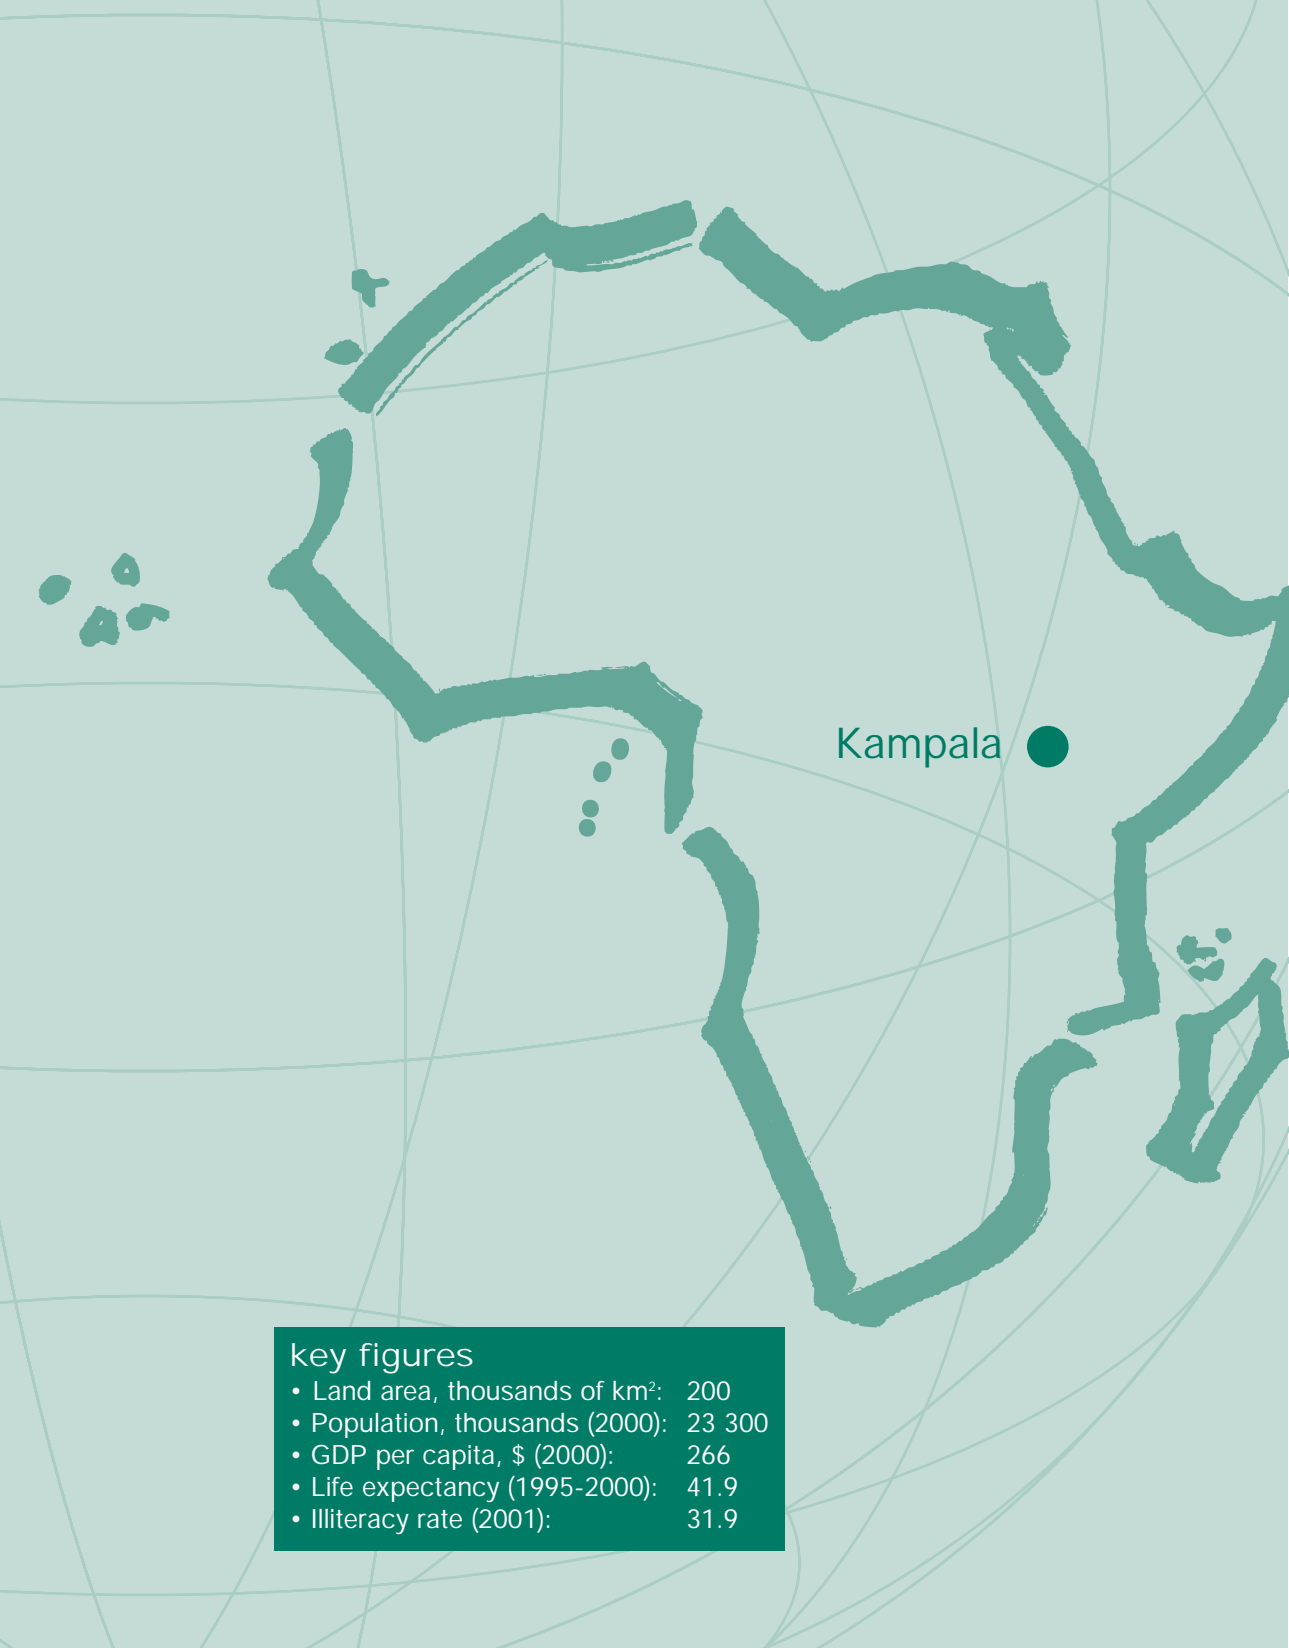 Kampala
key figures
• Land area, thousands of km²: 200
• Population, thousands (2000): 23 300
• GDP per capita, $ (2000): 266
• Life expectancy (1995-2000): 41.9
• Illiteracy rate (2001): 31.9